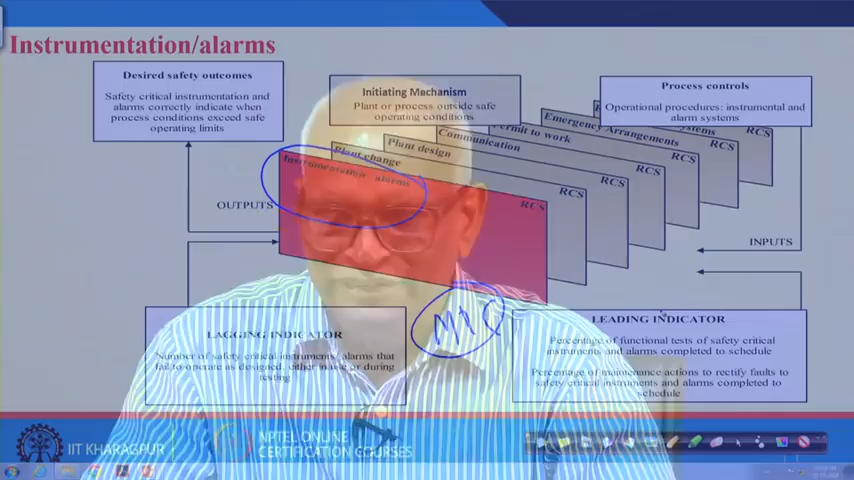 Instrumentation/alarms
Desired safety outcomes
Safety critical instrumentation and
alarms correctly indicate when
process conditions exceed safe
operating limits
Initiating Mechanism
Plant or process outside safe
operating conditions
Process controls
Operational procedures: instrumental and
alarm systems
Emergency Arrangements
Permit to work
Communication
Plant design
Plant change
Instrumentation alarms
RCS
RCS
RCS
RCS
RCS
RCS
RCS
OUTPUTS
INPUTS
LAGGING INDICATOR
Number of safety critical instruments/alarms that
fail to operate as designed, either in use or during
testing
LEADING INDICATOR
Percentage of functional tests of safety critical
instruments and alarms completed to schedule
Percentage of maintenance actions to rectify faults to
safety critical instruments and alarms completed to
schedule
IIT KHARAGPUR
NPTEL ONLINE
CERTIFICATION COURSES